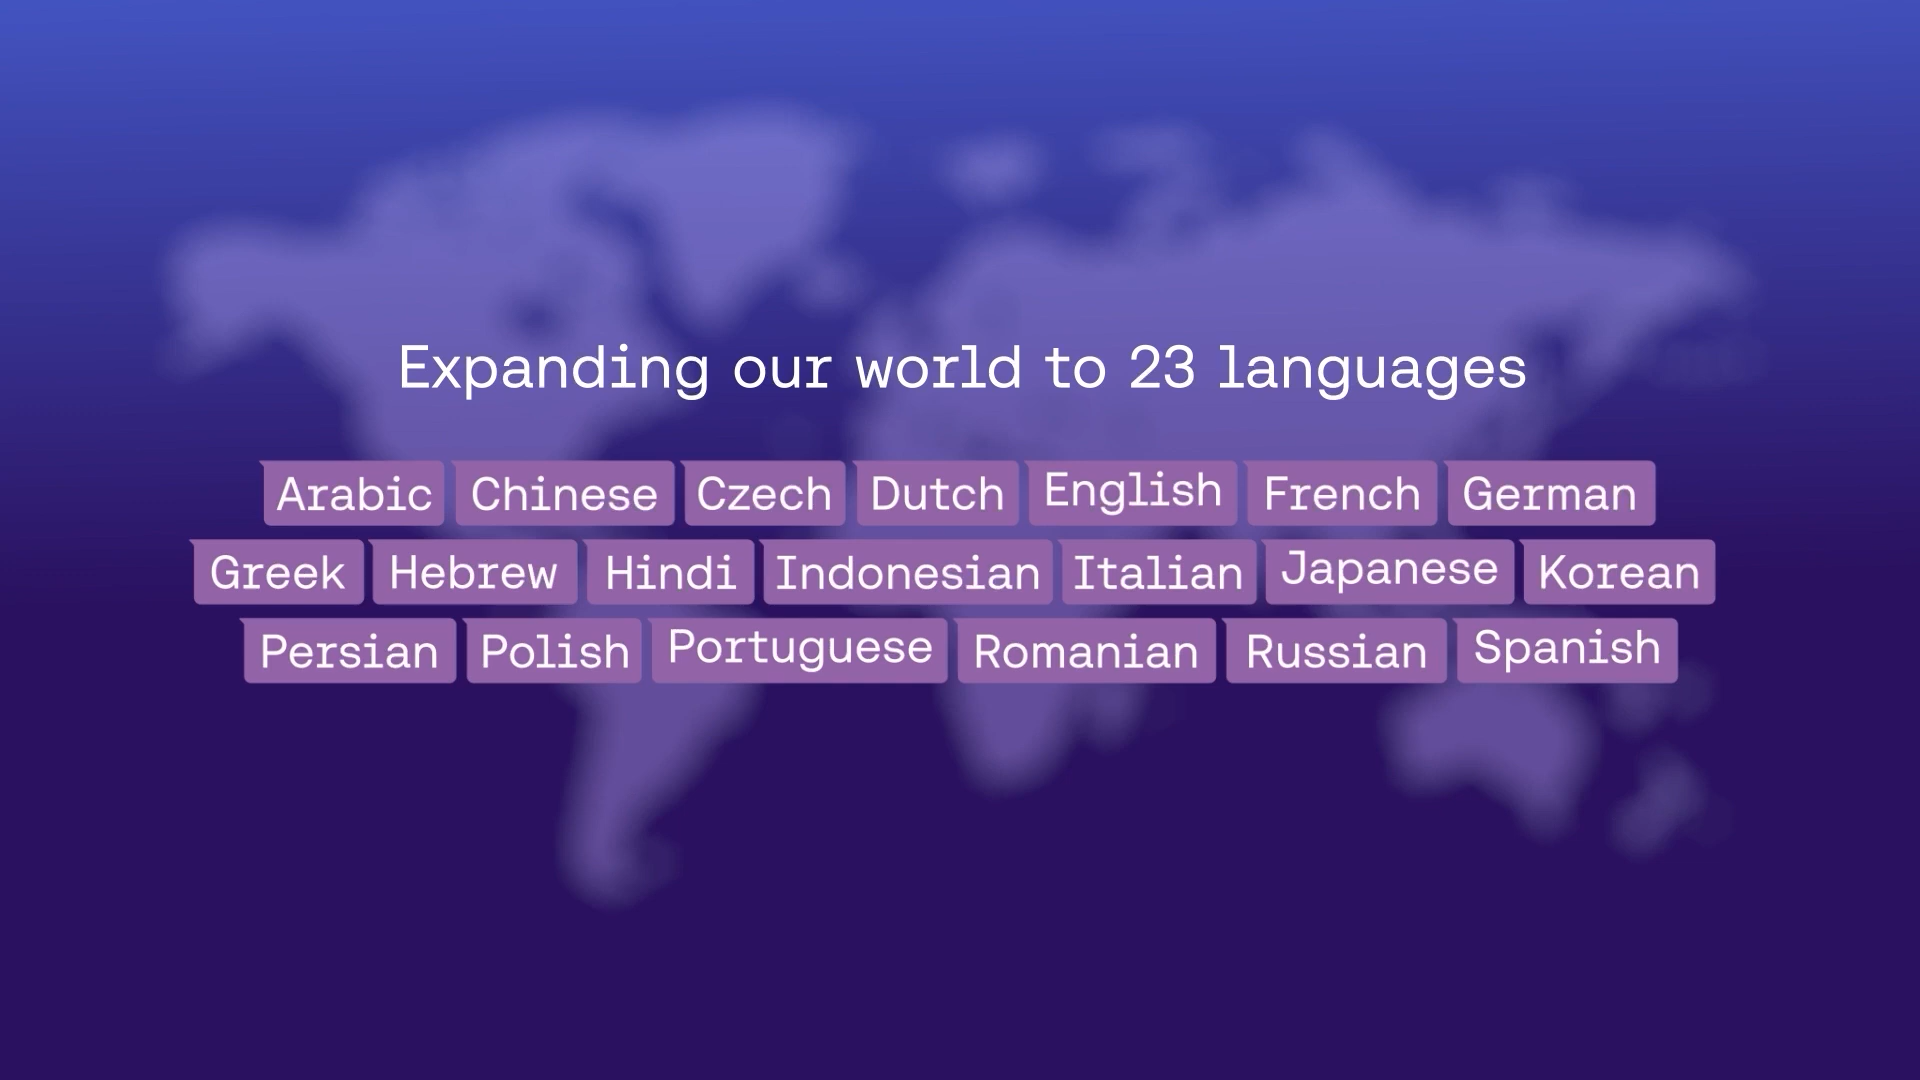 Expanding our world to 23 languages
Arabic Chinese Czech Dutch English French German
Greek Hebrew Hindi Indonesian Italian Japanese Korean
Persian Polish Portuguese Romanian Russian Spanish